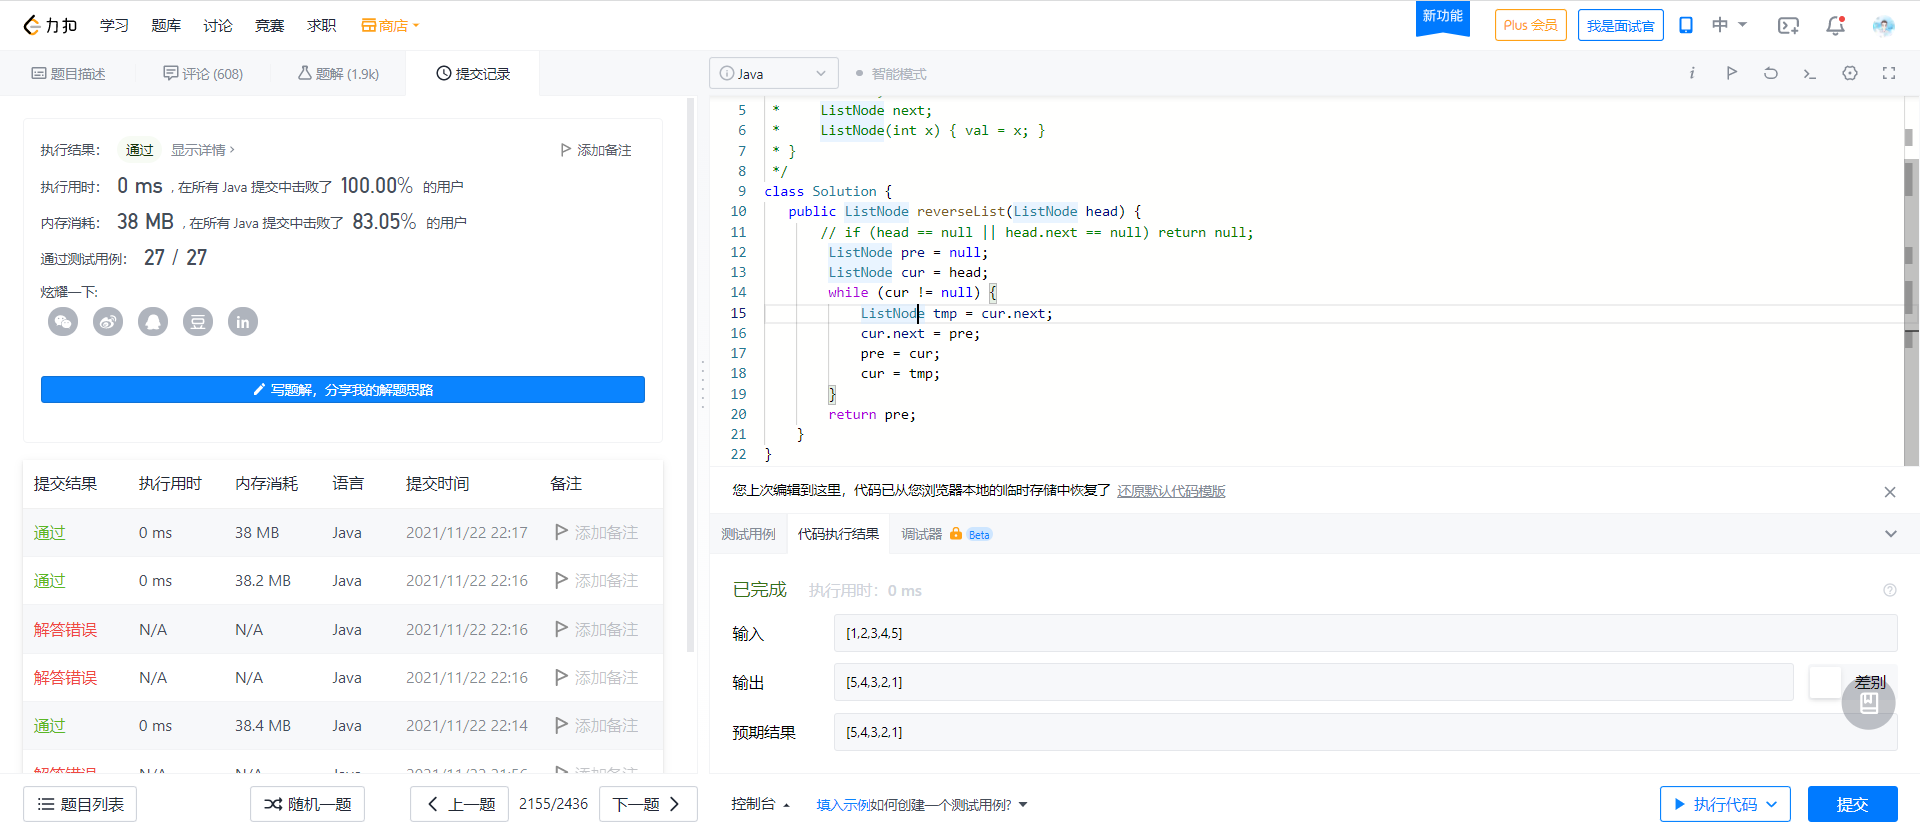 力扣 学习 题库 讨论 竞赛 求职 商店 新功能 Plus 会员 我是面试官 中
题目描述 评论 (608) 题解 (1.9k) 提交记录
执行结果： 通过 显示详情 › 添加备注
执行用时： 0 ms , 在所有 Java 提交中击败了 100.00% 的用户
内存消耗： 38 MB , 在所有 Java 提交中击败了 83.05% 的用户
通过测试用例： 27 / 27
炫耀一下:
豆 in
写题解，分享我的解题思路
提交结果 执行用时 内存消耗 语言 提交时间 备注
通过 0 ms 38 MB Java 2021/11/22 22:17 添加备注
通过 0 ms 38.2 MB Java 2021/11/22 22:16 添加备注
解答错误 N/A N/A Java 2021/11/22 22:16 添加备注
解答错误 N/A N/A Java 2021/11/22 22:16 添加备注
通过 0 ms 38.4 MB Java 2021/11/22 22:14 添加备注
解答错误 N/A N/A Java 2021/11/22 21:56 添加备注
题目列表 随机一题 上一题 2155/2436 下一题
Java 智能模式
5 * ListNode next;
6 * ListNode(int x) { val = x; }
7 * }
8 */
9 class Solution {
10 public ListNode reverseList(ListNode head) {
11 // if (head == null || head.next == null) return null;
12 ListNode pre = null;
13 ListNode cur = head;
14 while (cur != null) {
15 ListNode tmp = cur.next;
16 cur.next = pre;
17 pre = cur;
18 cur = tmp;
19 }
20 return pre;
21 }
22 }
您上次编辑到这里，代码已从您浏览器本地的临时存储中恢复了 还原默认代码模版
测试用例 代码执行结果 调试器 Beta
已完成 执行用时：0 ms
输入 [1,2,3,4,5]
输出 [5,4,3,2,1] 差别
预期结果 [5,4,3,2,1]
控制台 填入示例如何创建一个测试用例? 执行代码 提交